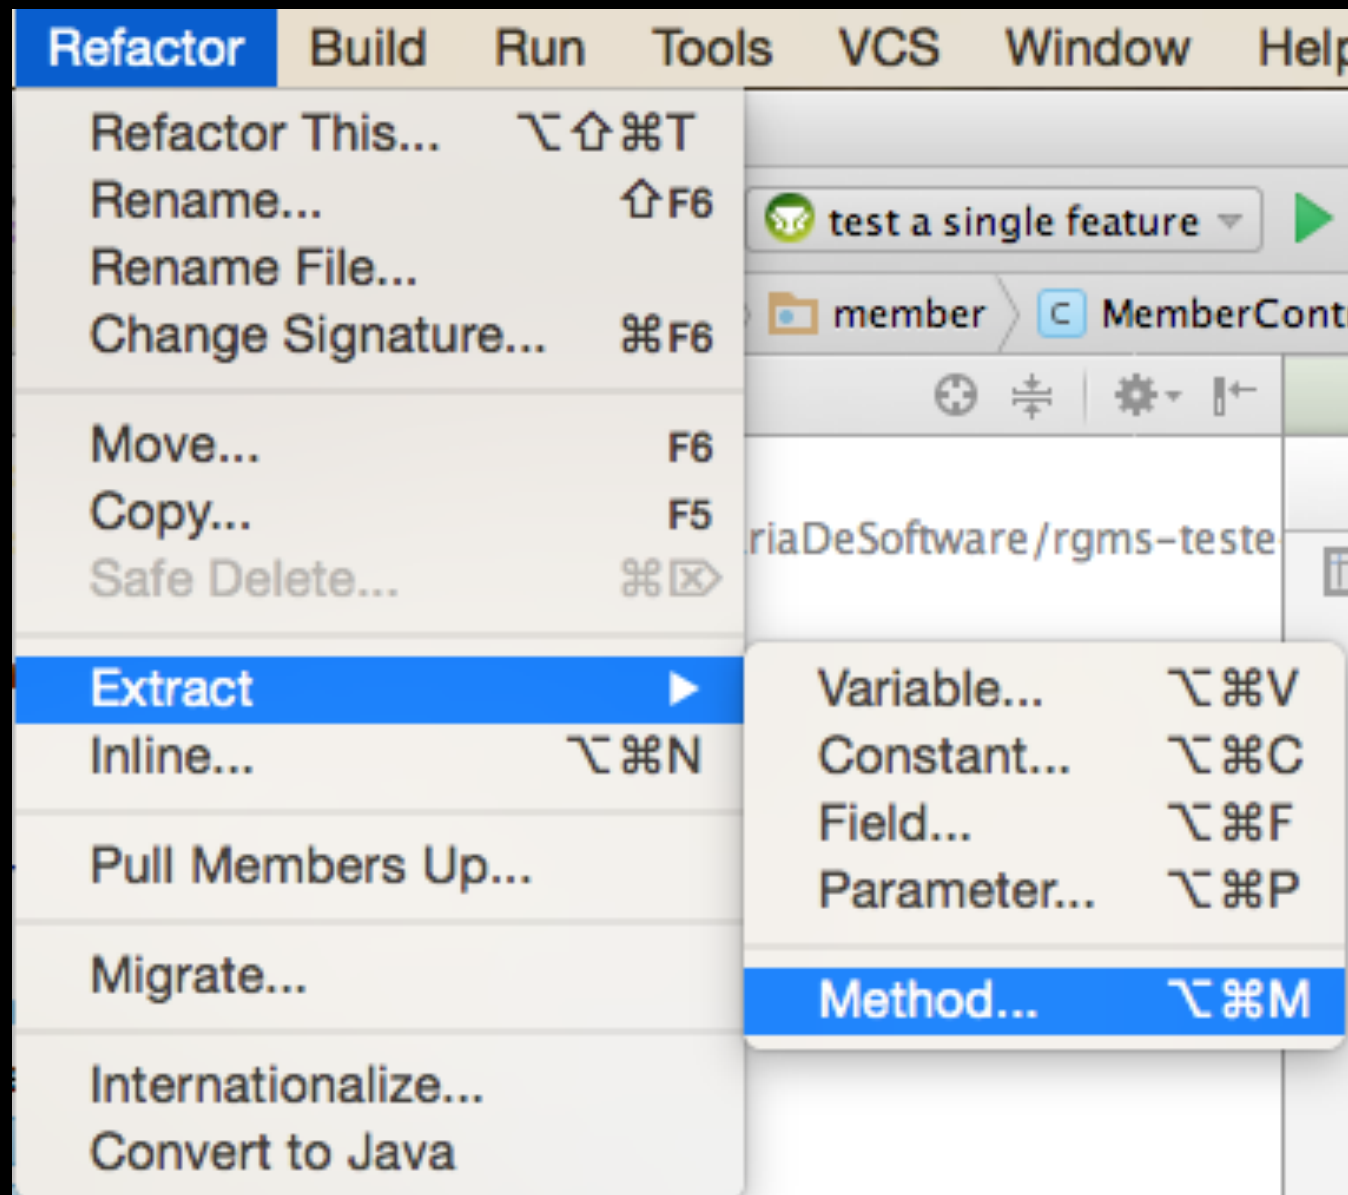 Refactor Build Run Tools VCS Window Help
Refactor This... ⌥⇧⌘T
Rename... ⇧F6
Rename File...
Change Signature... ⌘F6
Move... F6
Copy... F5
Safe Delete... ⌘⌦
Extract ▶
Inline... ⌥⌘N
Pull Members Up...
Migrate...
Internationalize...
Convert to Java
test a single feature
member C MemberContr
riaDeSoftware/rgms-teste
Variable... ⌥⌘V
Constant... ⌥⌘C
Field... ⌥⌘F
Parameter... ⌥⌘P
Method... ⌥⌘M